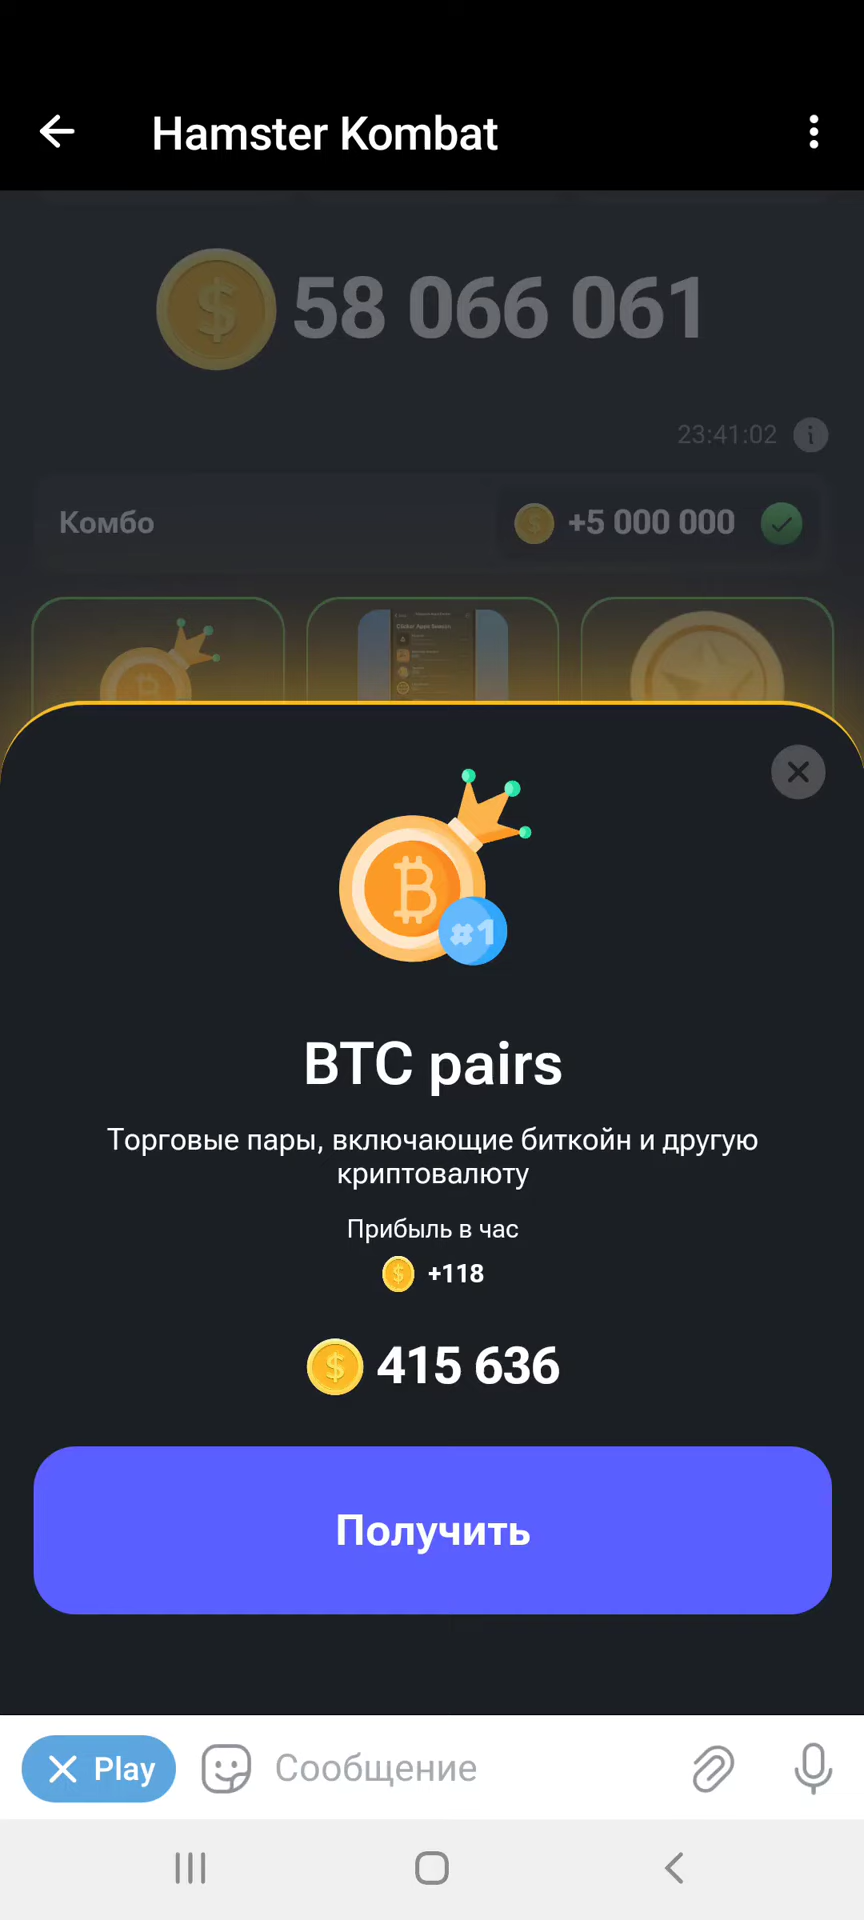 Hamster Kombat
58 066 061
23:41:02
Комбо
+5 000 000
#1
BTC pairs
Торговые пары, включающие биткойн и другую
криптовалюту
Прибыль в час
+118
415 636
Получить
Play
Сообщение